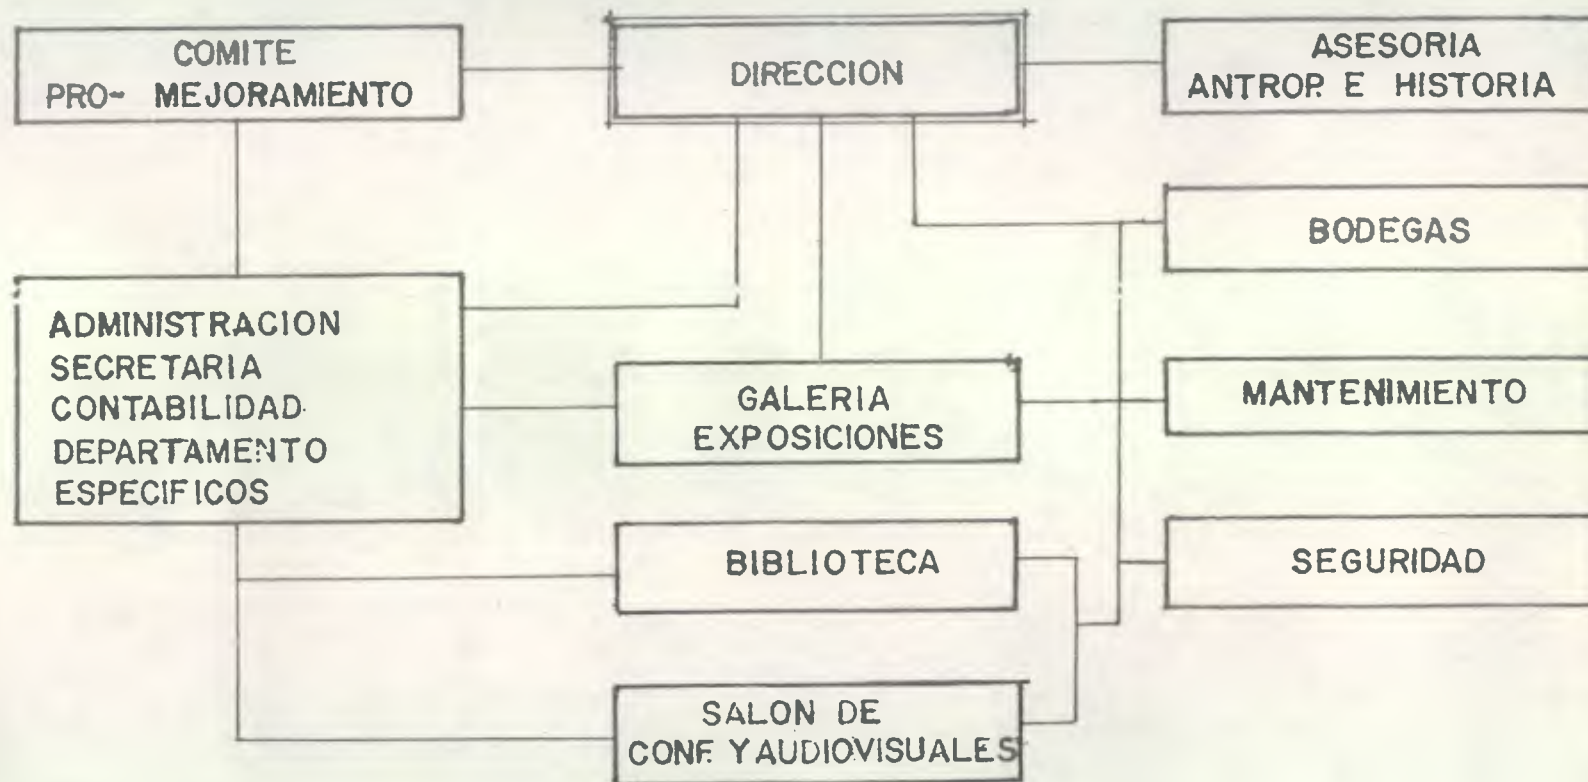 COMITE
PRO- MEJORAMIENTO
DIRECCION
ASESORIA
ANTROP. E HISTORIA
BODEGAS
ADMINISTRACION
SECRETARIA
CONTABILIDAD
DEPARTAMENTO
ESPECIFICOS
GALERIA
EXPOSICIONES
MANTENIMIENTO
BIBLIOTECA
SEGURIDAD
SALON DE
CONF. Y AUDIOVISUALES